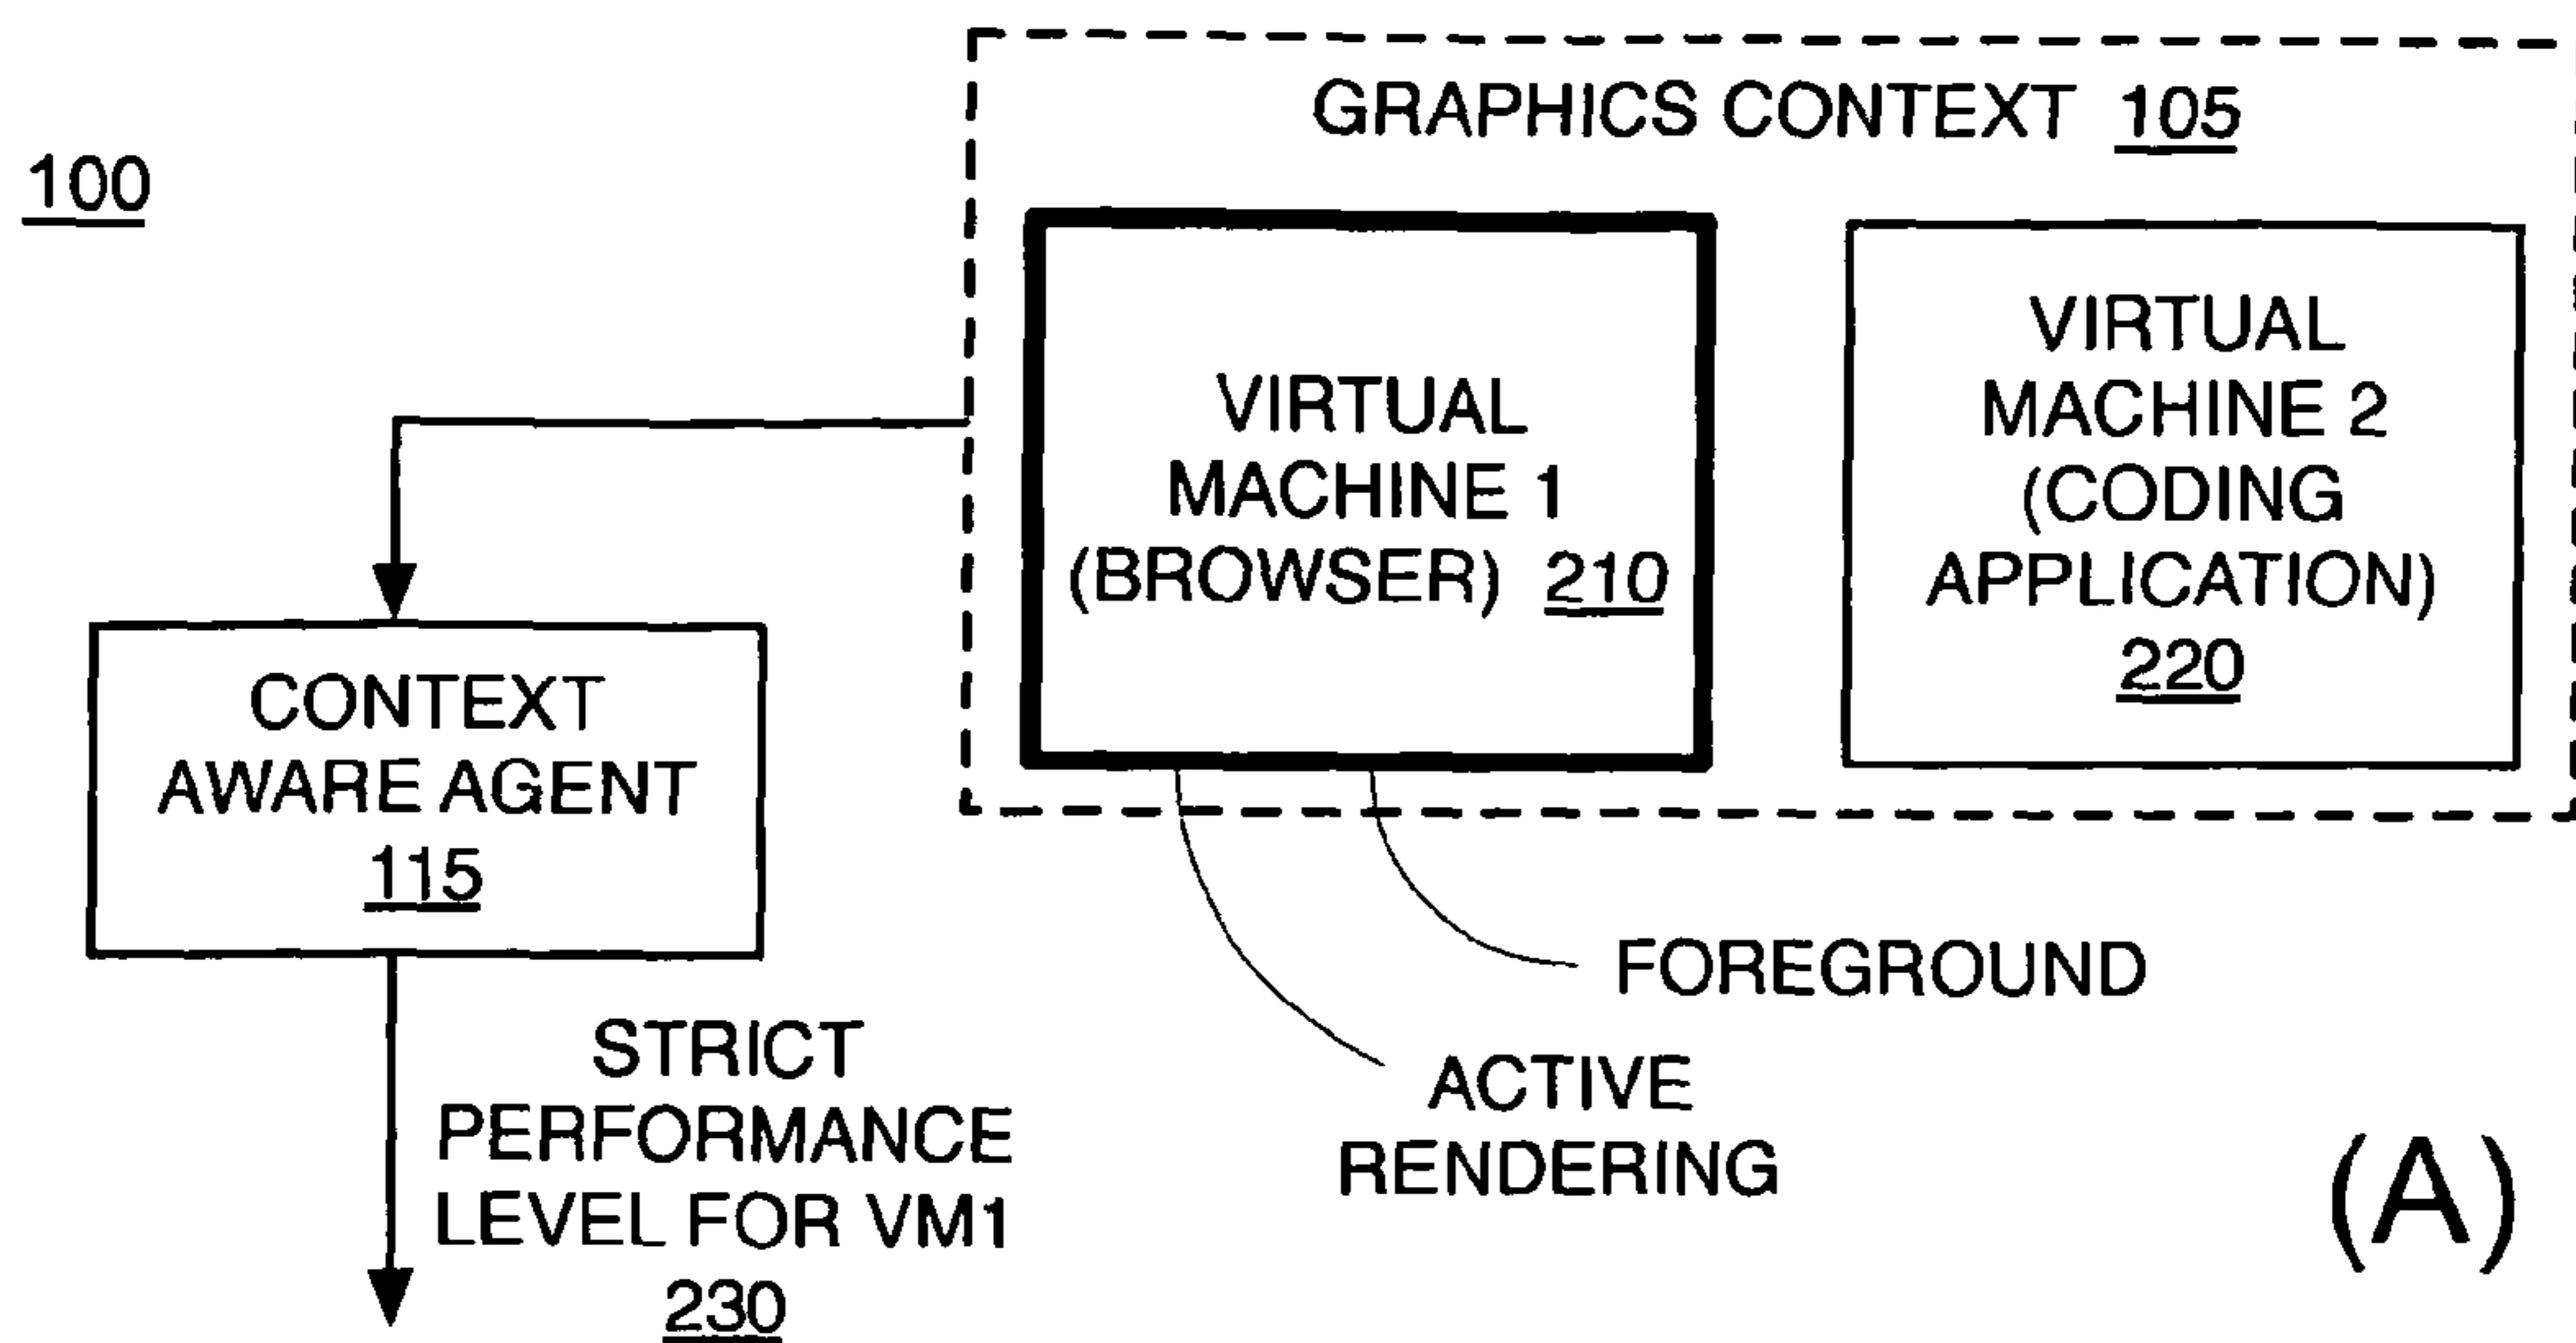 100
GRAPHICS CONTEXT 105
VIRTUAL
MACHINE 1
(BROWSER) 210
VIRTUAL
MACHINE 2
(CODING
APPLICATION)
220
CONTEXT
AWARE AGENT
115
FOREGROUND
ACTIVE
RENDERING
STRICT
PERFORMANCE
LEVEL FOR VM1
230
(A)